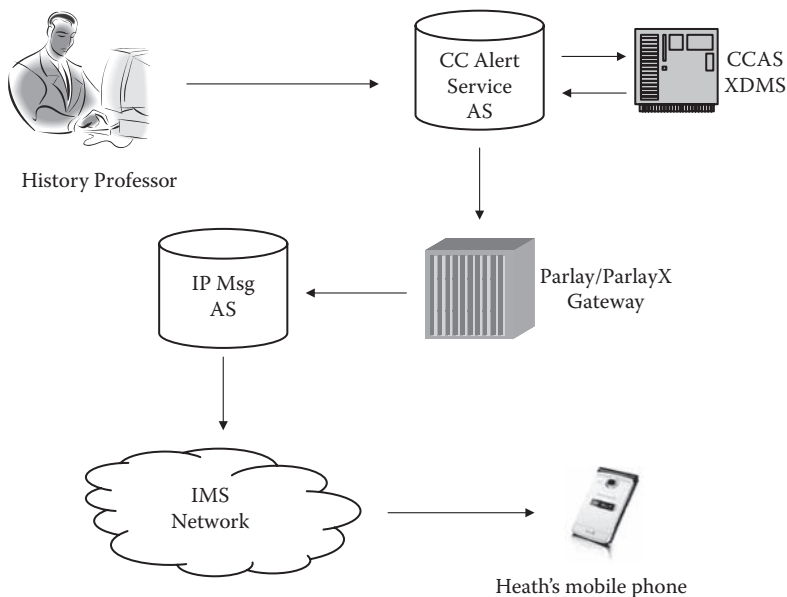 CC Alert
Service
AS
CCAS
XDMS
History Professor
IP Msg
AS
Parlay/ParlayX
Gateway
IMS
Network
Heath's mobile phone